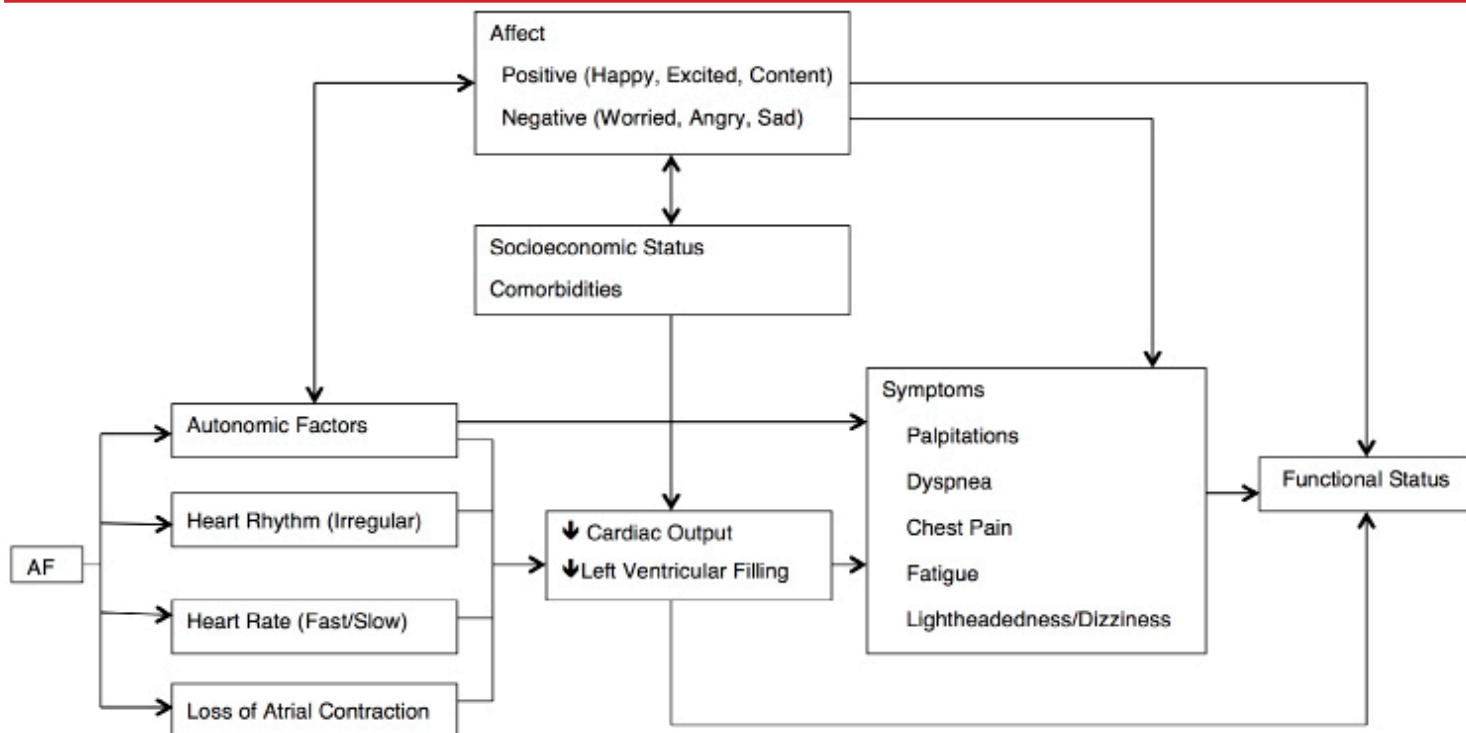 Affect
Positive (Happy, Excited, Content)
Negative (Worried, Angry, Sad)
Socioeconomic Status
Comorbidities
AF
Autonomic Factors
Heart Rhythm (Irregular)
Heart Rate (Fast/Slow)
Loss of Atrial Contraction
↓ Cardiac Output
↓Left Ventricular Filling
Symptoms
Palpitations
Dyspnea
Chest Pain
Fatigue
Lightheadedness/Dizziness
Functional Status